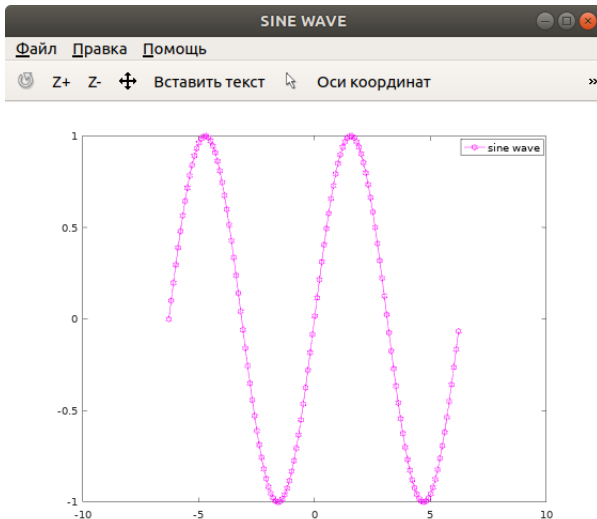 SINE WAVE
Файл Правка Помощь
Z+ Z- Вставить текст Оси координат »
sine wave
1
0.5
0
-0.5
-1
-10 -5 0 5 10